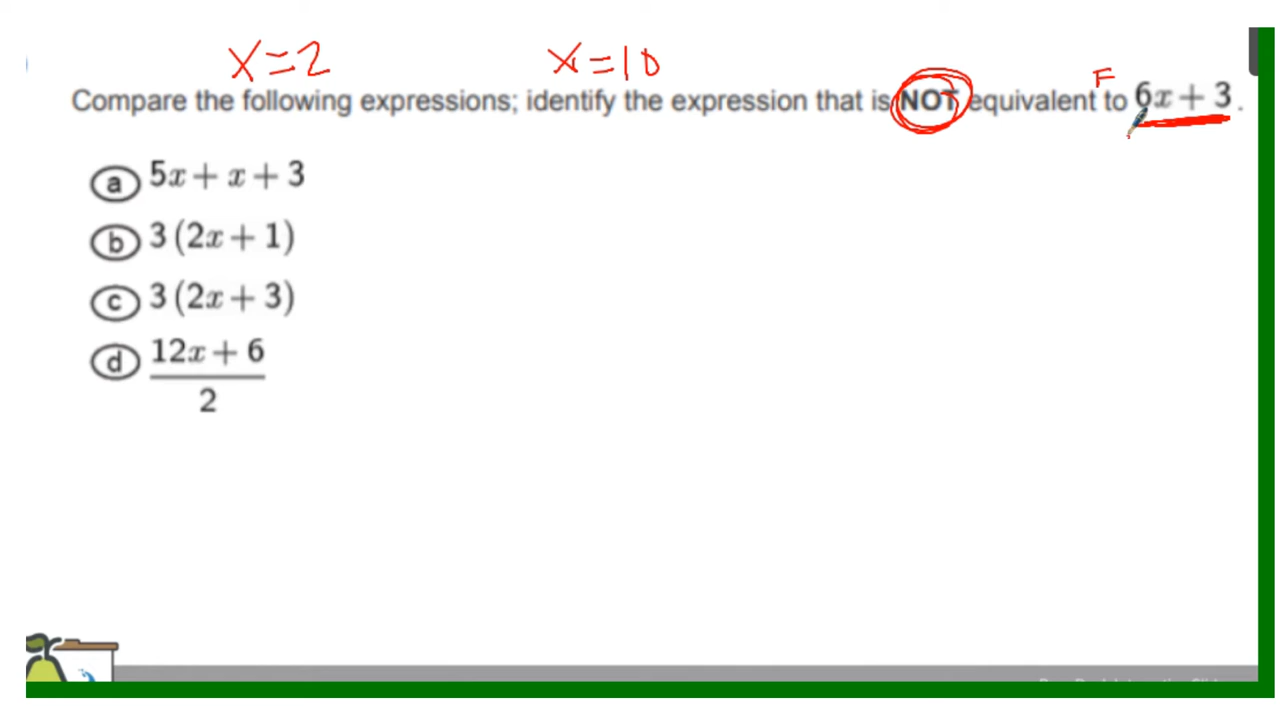 x=2 x=10
F
Compare the following expressions; identify the expression that is NOT equivalent to 6x + 3.
a 5x + x + 3
b 3 (2x + 1)
c 3 (2x + 3)
d 12x + 6
2